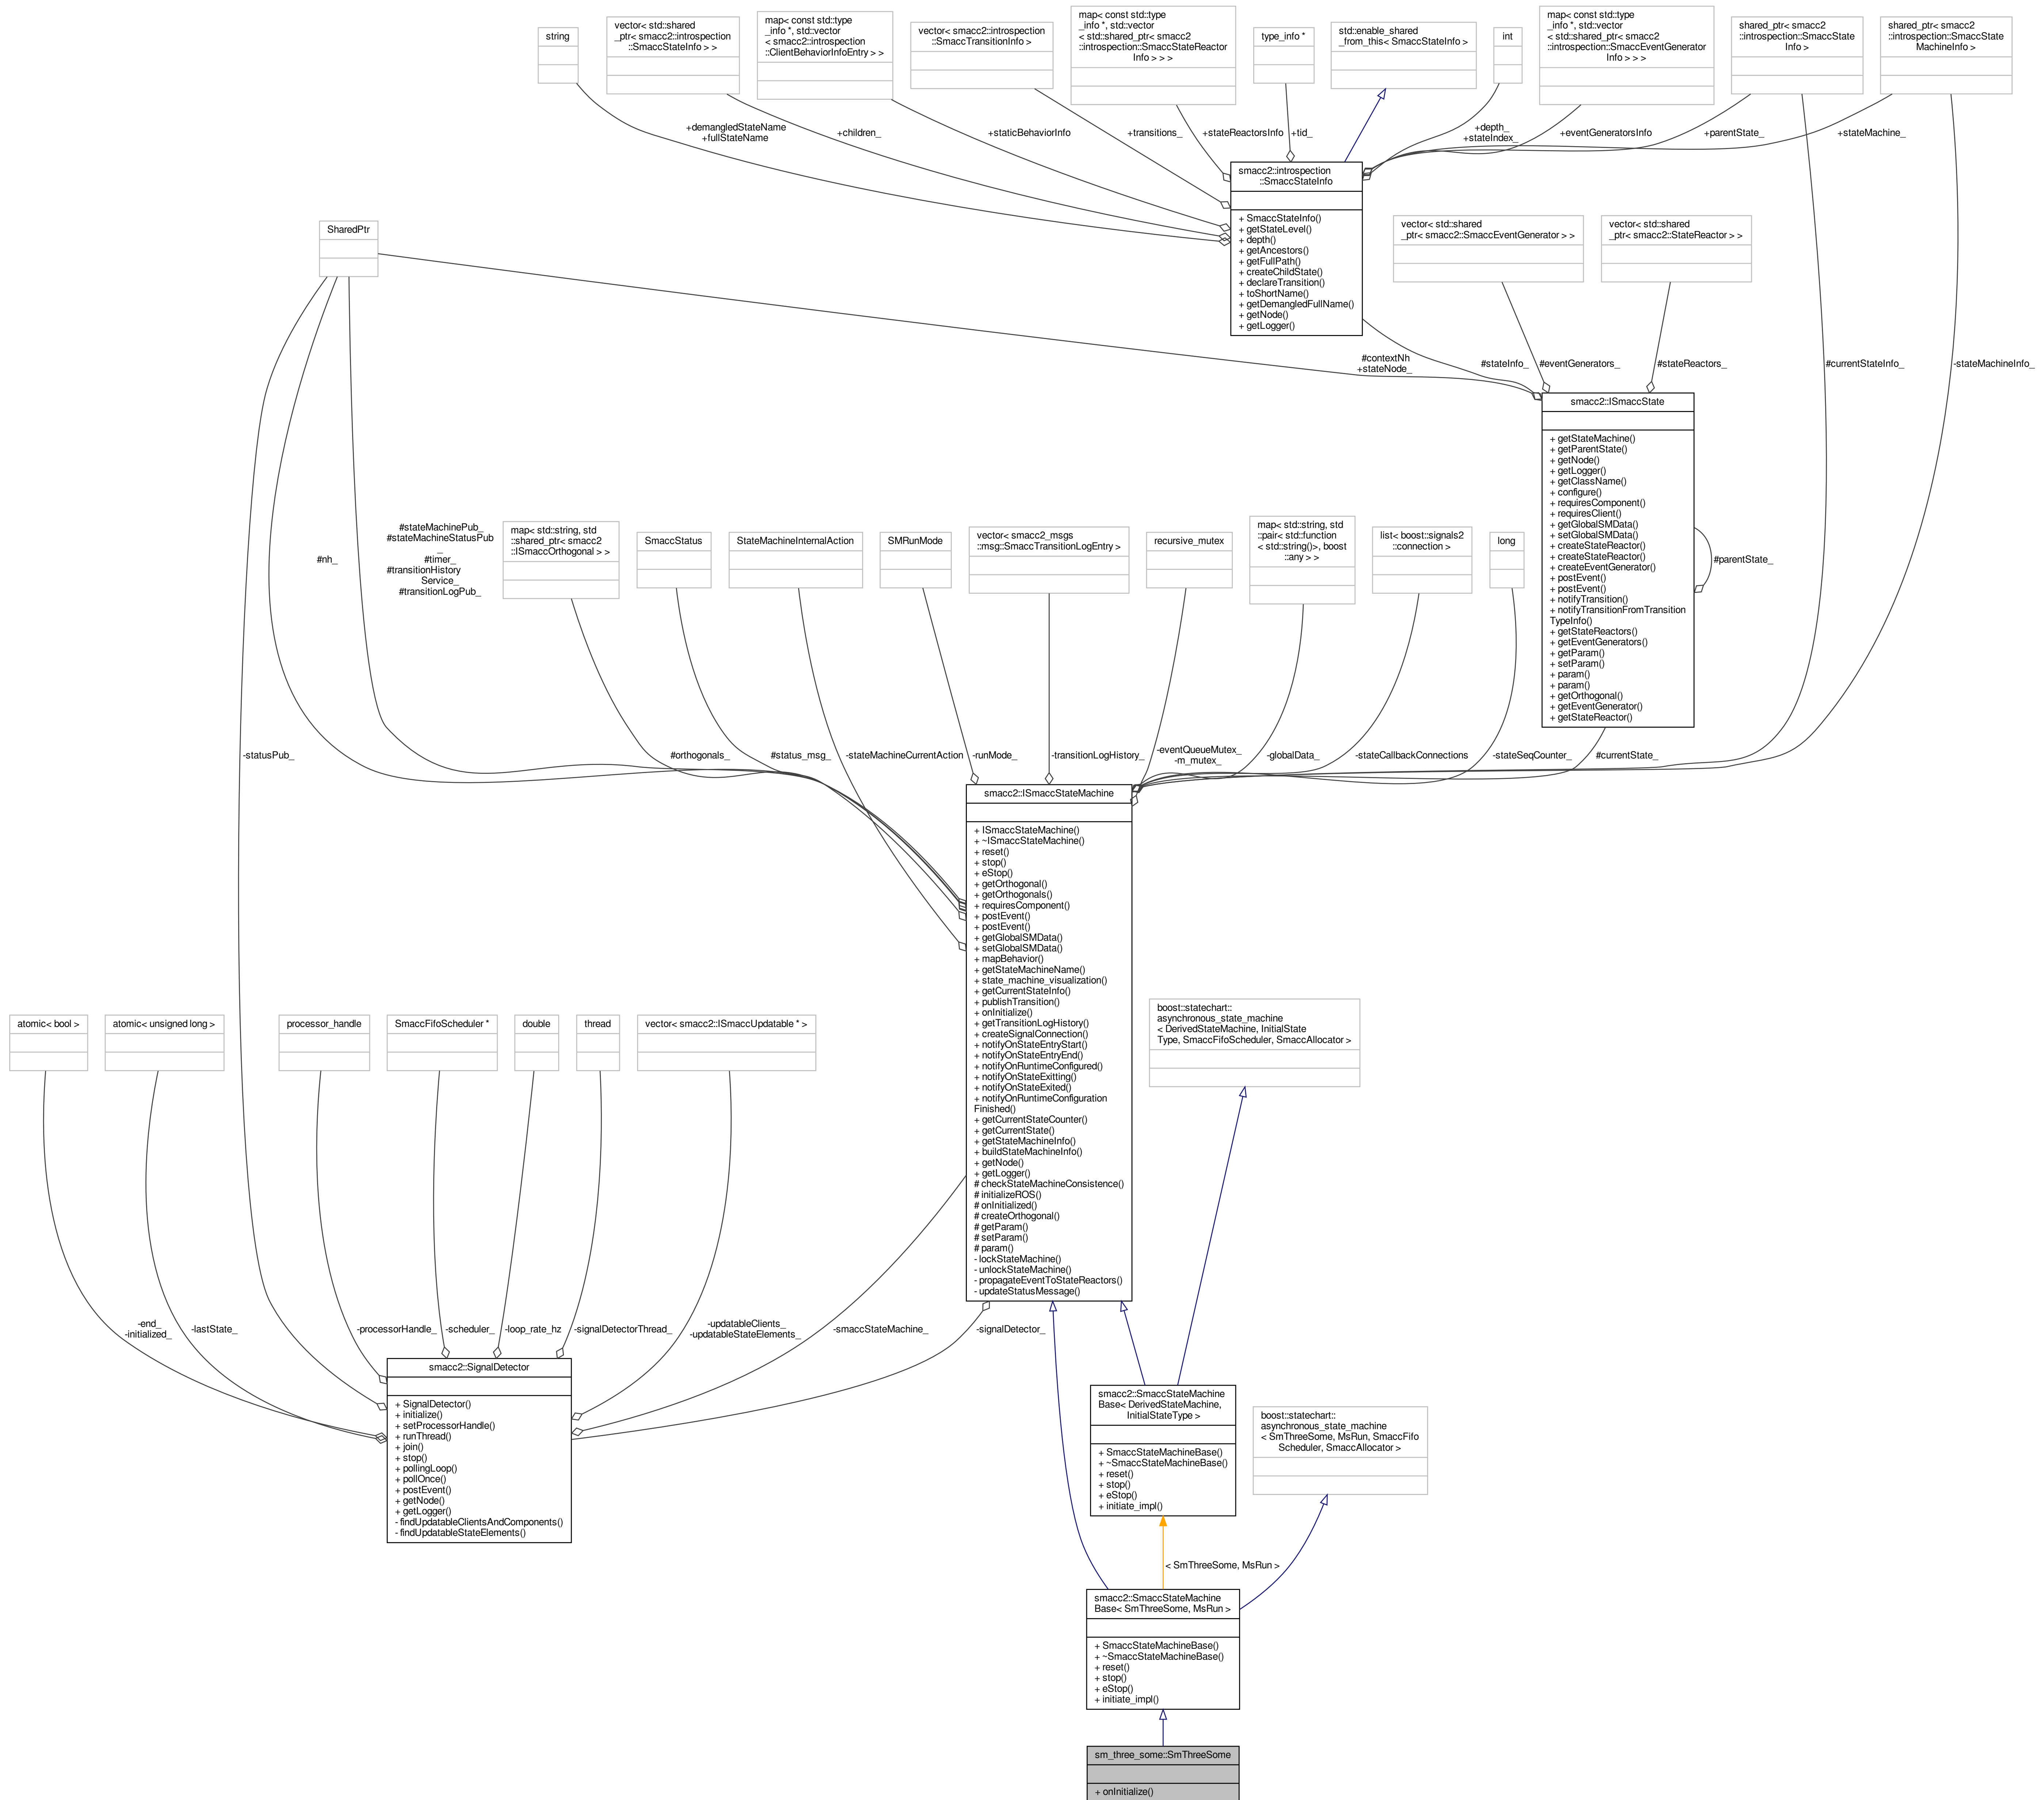 string
vector< std::shared
_ptr< smacc2::introspection
::SmaccStateInfo > >
map< const std::type
_info *, std::vector
< smacc2::introspection
::ClientBehaviorInfoEntry > >
vector< smacc2::introspection
::SmaccTransitionInfo >
map< const std::type
_info *, std::vector
< std::shared_ptr< smacc2
::introspection::SmaccStateReactor
Info > > >
type_info *
std::enable_shared
_from_this< SmaccStateInfo >
int
map< const std::type
_info *, std::vector
< std::shared_ptr< smacc2
::introspection::SmaccEventGenerator
Info > > >
shared_ptr< smacc2
::introspection::SmaccState
Info >
shared_ptr< smacc2
::introspection::SmaccState
MachineInfo >
+demangledStateName
+fullStateName
+children_
+staticBehaviorInfo
+transitions_
+stateReactorsInfo
+tid_
+depth_
+stateIndex_
+eventGeneratorsInfo
+parentState_
+stateMachine_
smacc2::introspection
::SmaccStateInfo
+ SmaccStateInfo()
+ getStateLevel()
+ depth()
+ getAncestors()
+ getFullPath()
+ createChildState()
+ declareTransition()
+ toShortName()
+ getDemangledFullName()
+ getNode()
+ getLogger()
SharedPtr
vector< std::shared
_ptr< smacc2::SmaccEventGenerator > >
vector< std::shared
_ptr< smacc2::StateReactor > >
#contextNh
+stateNode_
#stateInfo_
#eventGenerators_
#stateReactors_
#currentStateInfo_
-stateMachineInfo_
smacc2::ISmaccState
+ getStateMachine()
+ getParentState()
+ getNode()
+ getLogger()
+ getClassName()
+ configure()
+ requiresComponent()
+ requiresClient()
+ getGlobalSMData()
+ setGlobalSMData()
+ createStateReactor()
+ createStateReactor()
+ createEventGenerator()
+ postEvent()
+ postEvent()
+ notifyTransition()
+ notifyTransitionFromTransition
TypeInfo()
+ getStateReactors()
+ getEventGenerators()
+ getParam()
+ setParam()
+ param()
+ param()
+ getOrthogonal()
+ getEventGenerator()
+ getStateReactor()
#parentState_
#nh_
#stateMachinePub_
#stateMachineStatusPub
_
#timer_
#transitionHistory
Service_
#transitionLogPub_
map< std::string, std
::shared_ptr< smacc2
::ISmaccOrthogonal > >
SmaccStatus
StateMachineInternalAction
SMRunMode
vector< smacc2_msgs
::msg::SmaccTransitionLogEntry >
recursive_mutex
map< std::string, std
::pair< std::function
< std::string()>, boost
::any > >
list< boost::signals2
::connection >
long
-statusPub_
#orthogonals_
#status_msg_
-stateMachineCurrentAction
-runMode_
-transitionLogHistory_
-eventQueueMutex_
-m_mutex_
-globalData_
-stateCallbackConnections
-stateSeqCounter_
#currentState_
smacc2::ISmaccStateMachine
+ ISmaccStateMachine()
+ ~ISmaccStateMachine()
+ reset()
+ stop()
+ eStop()
+ getOrthogonal()
+ getOrthogonals()
+ requiresComponent()
+ postEvent()
+ postEvent()
+ getGlobalSMData()
+ setGlobalSMData()
+ mapBehavior()
+ getStateMachineName()
+ state_machine_visualization()
+ getCurrentStateInfo()
+ publishTransition()
+ onInitialize()
+ getTransitionLogHistory()
+ createSignalConnection()
+ notifyOnStateEntryStart()
+ notifyOnStateEntryEnd()
+ notifyOnRuntimeConfigured()
+ notifyOnStateExitting()
+ notifyOnStateExited()
+ notifyOnRuntimeConfiguration
Finished()
+ getCurrentStateCounter()
+ getCurrentState()
+ getStateMachineInfo()
+ buildStateMachineInfo()
+ getNode()
+ getLogger()
# checkStateMachineConsistence()
# initializeROS()
# onInitialized()
# createOrthogonal()
# getParam()
# setParam()
# param()
- lockStateMachine()
- unlockStateMachine()
- propagateEventToStateReactors()
- updateStatusMessage()
atomic< bool >
atomic< unsigned long >
processor_handle
SmaccFifoScheduler *
double
thread
vector< smacc2::ISmaccUpdatable * >
boost::statechart::
asynchronous_state_machine
< DerivedStateMachine, InitialState
Type, SmaccFifoScheduler, SmaccAllocator >
-end_
-initialized_
-lastState_
-processorHandle_
-scheduler_
-loop_rate_hz
-signalDetectorThread_
-updatableClients_
-updatableStateElements_
-smaccStateMachine_
-signalDetector_
smacc2::SignalDetector
+ SignalDetector()
+ initialize()
+ setProcessorHandle()
+ runThread()
+ join()
+ stop()
+ pollingLoop()
+ pollOnce()
+ postEvent()
+ getNode()
+ getLogger()
- findUpdatableClientsAndComponents()
- findUpdatableStateElements()
smacc2::SmaccStateMachine
Base< DerivedStateMachine,
InitialStateType >
+ SmaccStateMachineBase()
+ ~SmaccStateMachineBase()
+ reset()
+ stop()
+ eStop()
+ initiate_impl()
boost::statechart::
asynchronous_state_machine
< SmThreeSome, MsRun, SmaccFifo
Scheduler, SmaccAllocator >
< SmThreeSome, MsRun >
smacc2::SmaccStateMachine
Base< SmThreeSome, MsRun >
+ SmaccStateMachineBase()
+ ~SmaccStateMachineBase()
+ reset()
+ stop()
+ eStop()
+ initiate_impl()
sm_three_some::SmThreeSome
+ onInitialize()